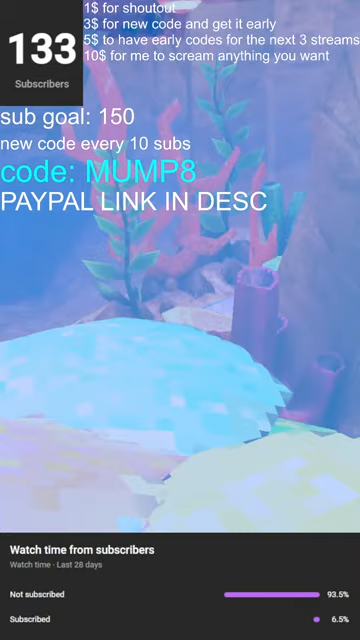 1$ for shoutout
3$ for new code and get it early
5$ to have early codes for the next 3 streams
10$ for me to scream anything you want
133
Subscribers
sub goal: 150
new code every 10 subs
code: MUMP8
PAYPAL LINK IN DESC
Watch time from subscribers
Watch time · Last 28 days
Not subscribed 93.5%
Subscribed 6.5%